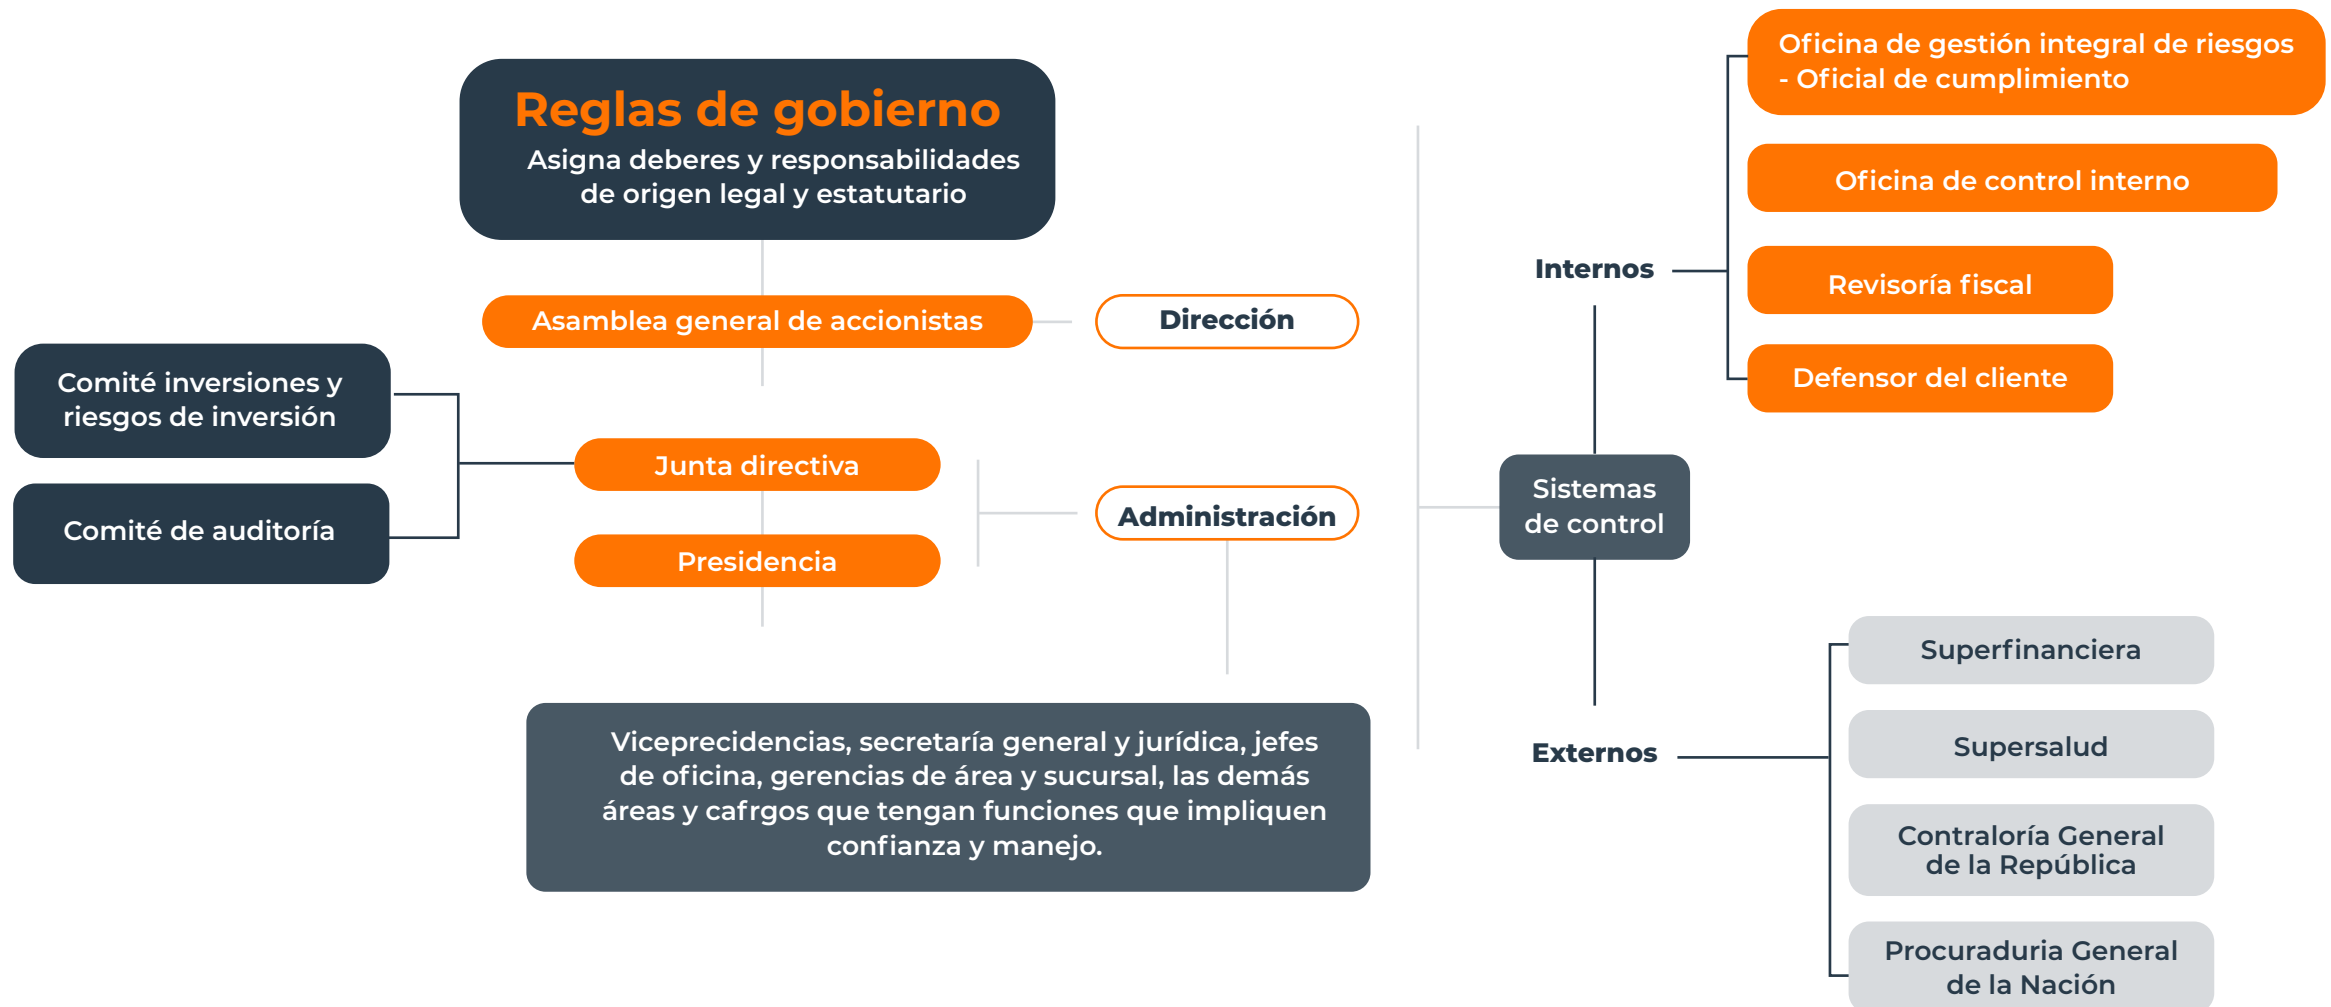 Reglas de gobierno
Asigna deberes y responsabilidades
de origen legal y estatutario
Asamblea general de accionistas
Dirección
Comité inversiones y
riesgos de inversión
Comité de auditoría
Junta directiva
Presidencia
Administración
Viceprecidencias, secretaría general y jurídica, jefes
de oficina, gerencias de área y sucursal, las demás
áreas y cafrgos que tengan funciones que impliquen
confianza y manejo.
Sistemas
de control
Internos
Oficina de gestión integral de riesgos
- Oficial de cumplimiento
Oficina de control interno
Revisoría fiscal
Defensor del cliente
Externos
Superfinanciera
Supersalud
Contraloría General
de la República
Procuraduria General
de la Nación